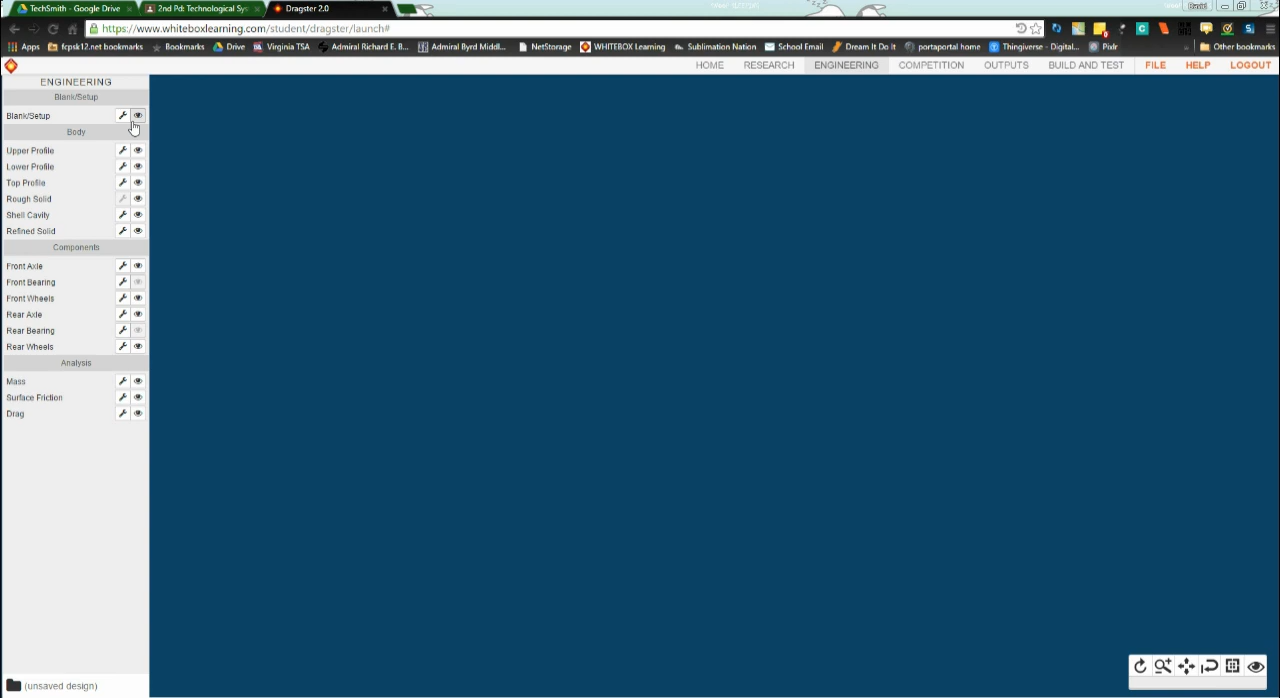 TechSmith - Google Drive
2nd Pd: Technological Sys
Dragster 2.0
David
https://www.whiteboxlearning.com/student/dragster/launch#
Apps
fcpsk12.net bookmarks
Bookmarks
Drive
Virginia TSA
Admiral Richard E. B...
Admiral Byrd Middl...
NetStorage
WHITEBOX Learning
Sublimation Nation
School Email
Dream It Do It
portaportal home
Thingiverse - Digital...
Pixlr
»
Other bookmarks
HOME
RESEARCH
ENGINEERING
COMPETITION
OUTPUTS
BUILD AND TEST
FILE
HELP
LOGOUT
ENGINEERING
Blank/Setup
Blank/Setup
Body
Upper Profile
Lower Profile
Top Profile
Rough Solid
Shell Cavity
Refined Solid
Components
Front Axle
Front Bearing
Front Wheels
Rear Axle
Rear Bearing
Rear Wheels
Analysis
Mass
Surface Friction
Drag
(unsaved design)